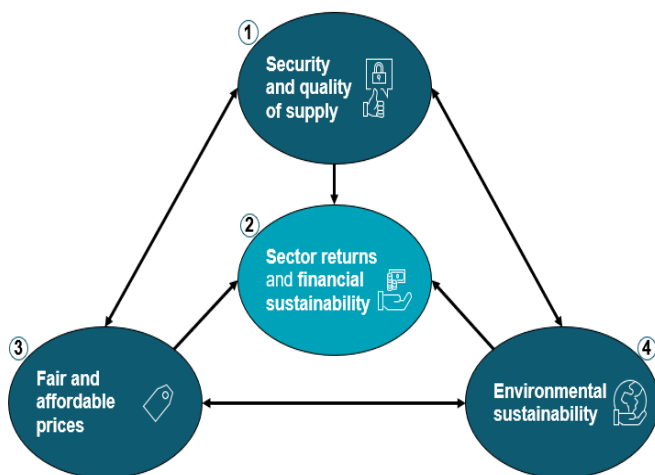 1
Security
and quality
of supply
2
Sector returns
and financial
sustainability
3
Fair and
affordable
prices
4
Environmental
sustainability